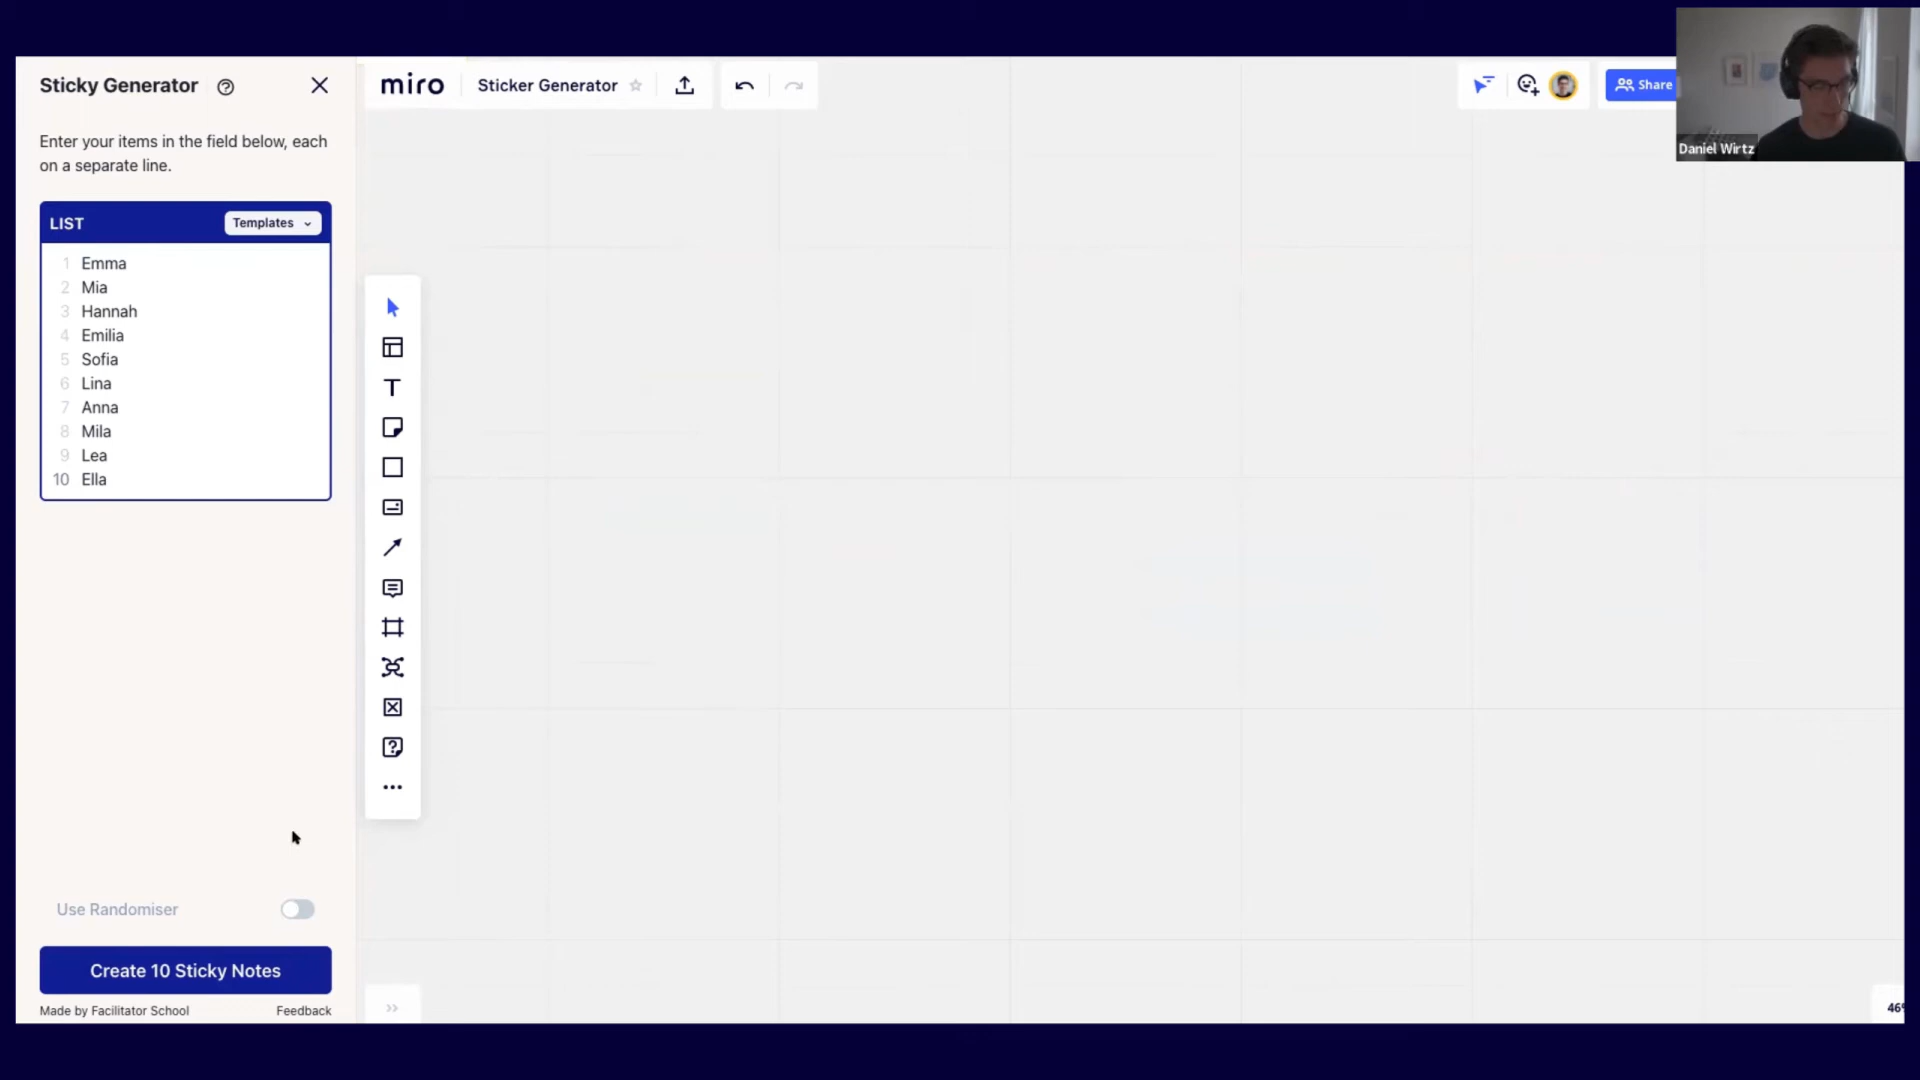 Sticky Generator
miro
Sticker Generator
Share
Daniel Wirtz
Enter your items in the field below, each
on a separate line.
LIST
Templates
1 Emma
2 Mia
3 Hannah
4 Emilia
5 Sofia
6 Lina
7 Anna
8 Mila
9 Lea
10 Ella
Use Randomiser
Create 10 Sticky Notes
Made by Facilitator School
Feedback
46%